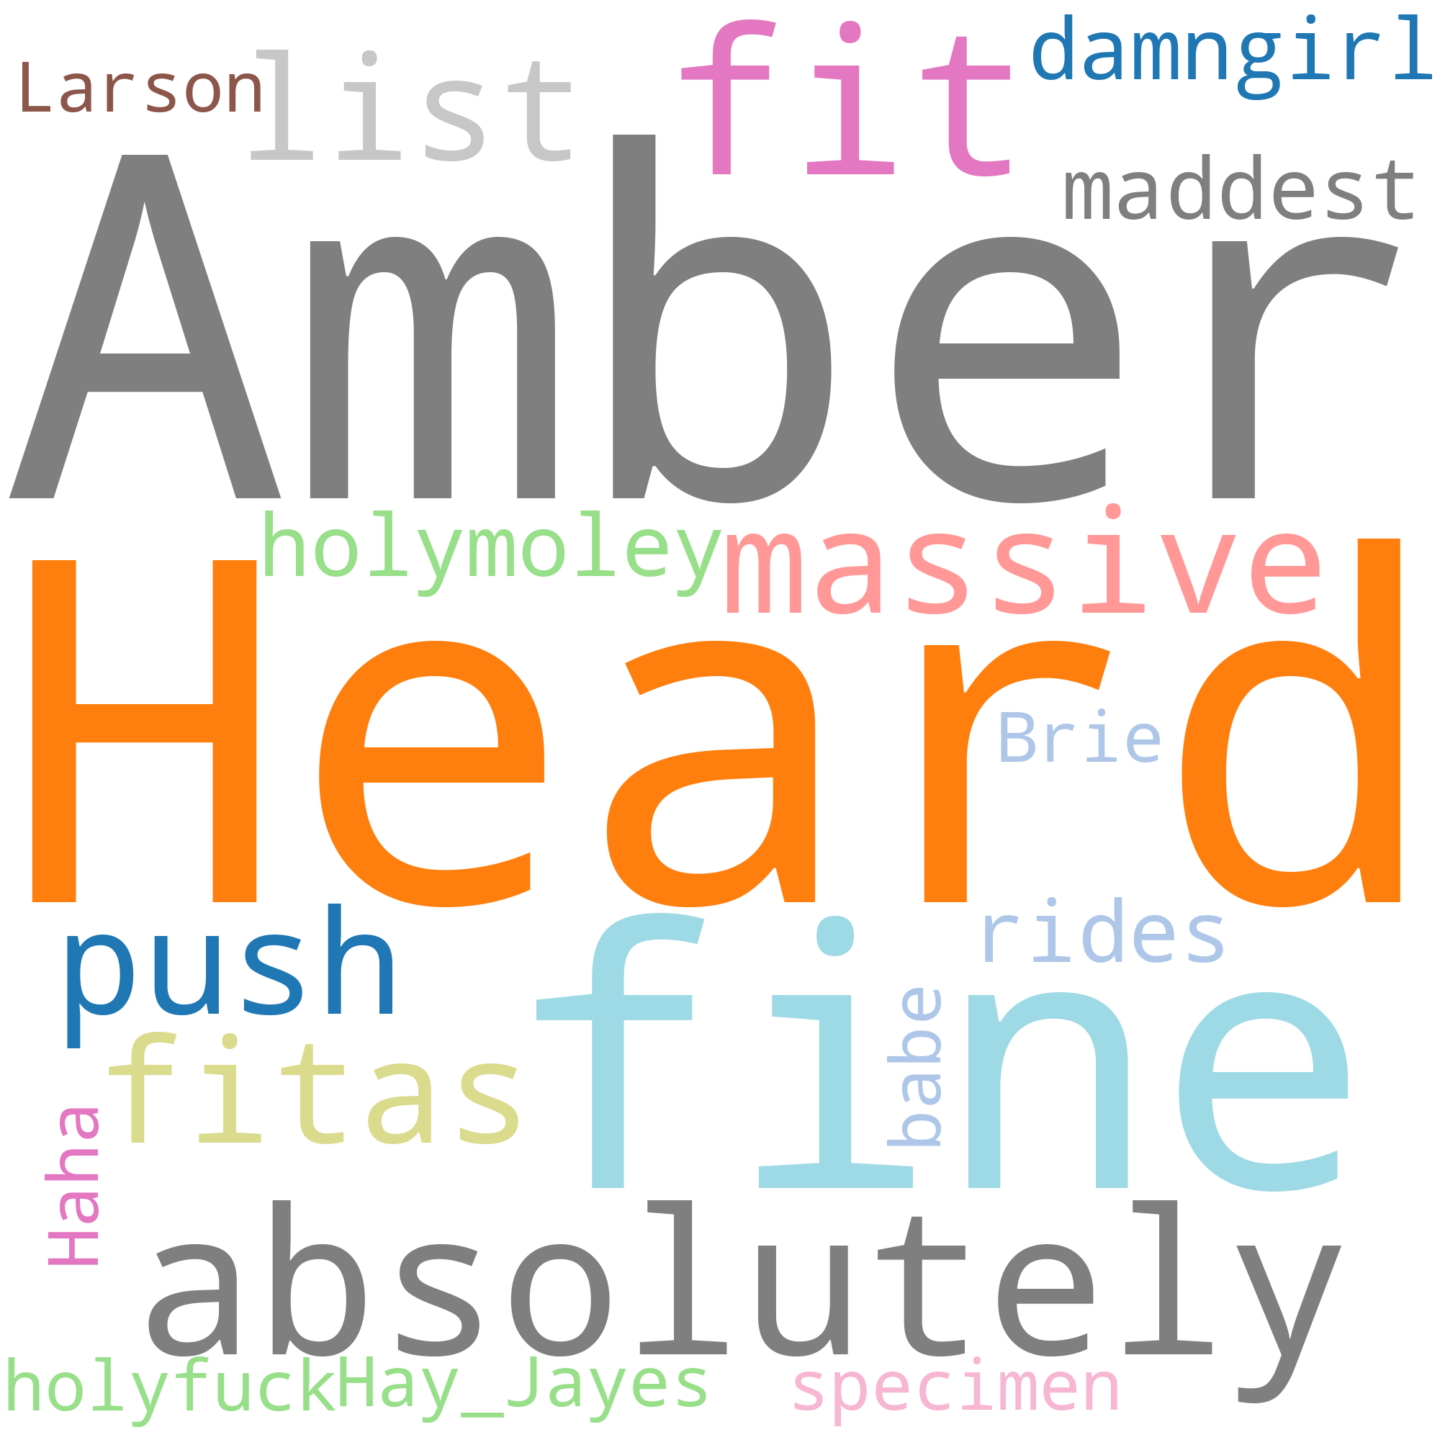 Larson
list
fit
damngirl
maddest
Amber
holymoley
massive
Heard
Brie
push
fine
rides
babe
fitas
Haha
absolutely
holyfuck
Hay_Jayes
specimen